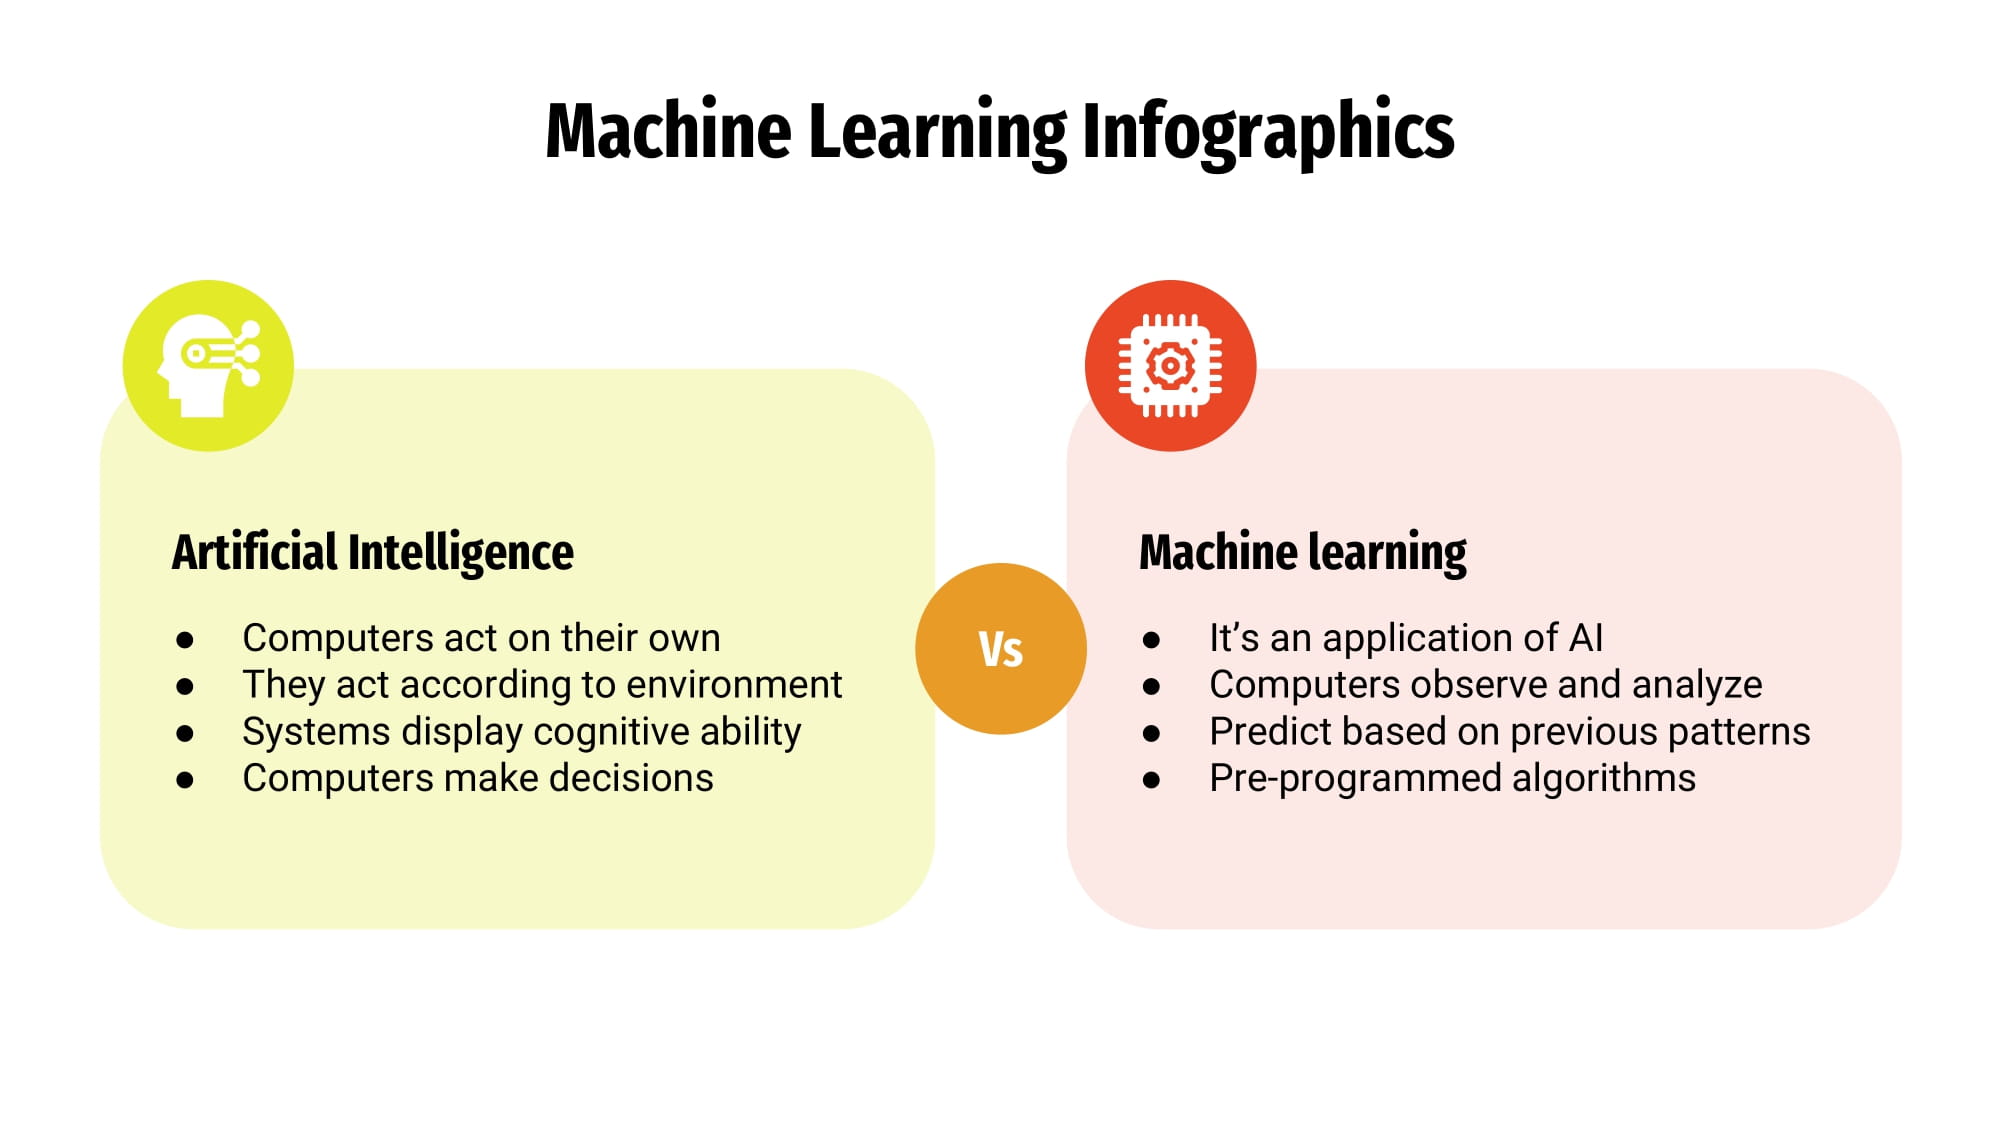 Machine Learning Infographics
Artificial Intelligence
● Computers act on their own
● They act according to environment
● Systems display cognitive ability
● Computers make decisions
Vs
Machine learning
● It’s an application of AI
● Computers observe and analyze
● Predict based on previous patterns
● Pre-programmed algorithms